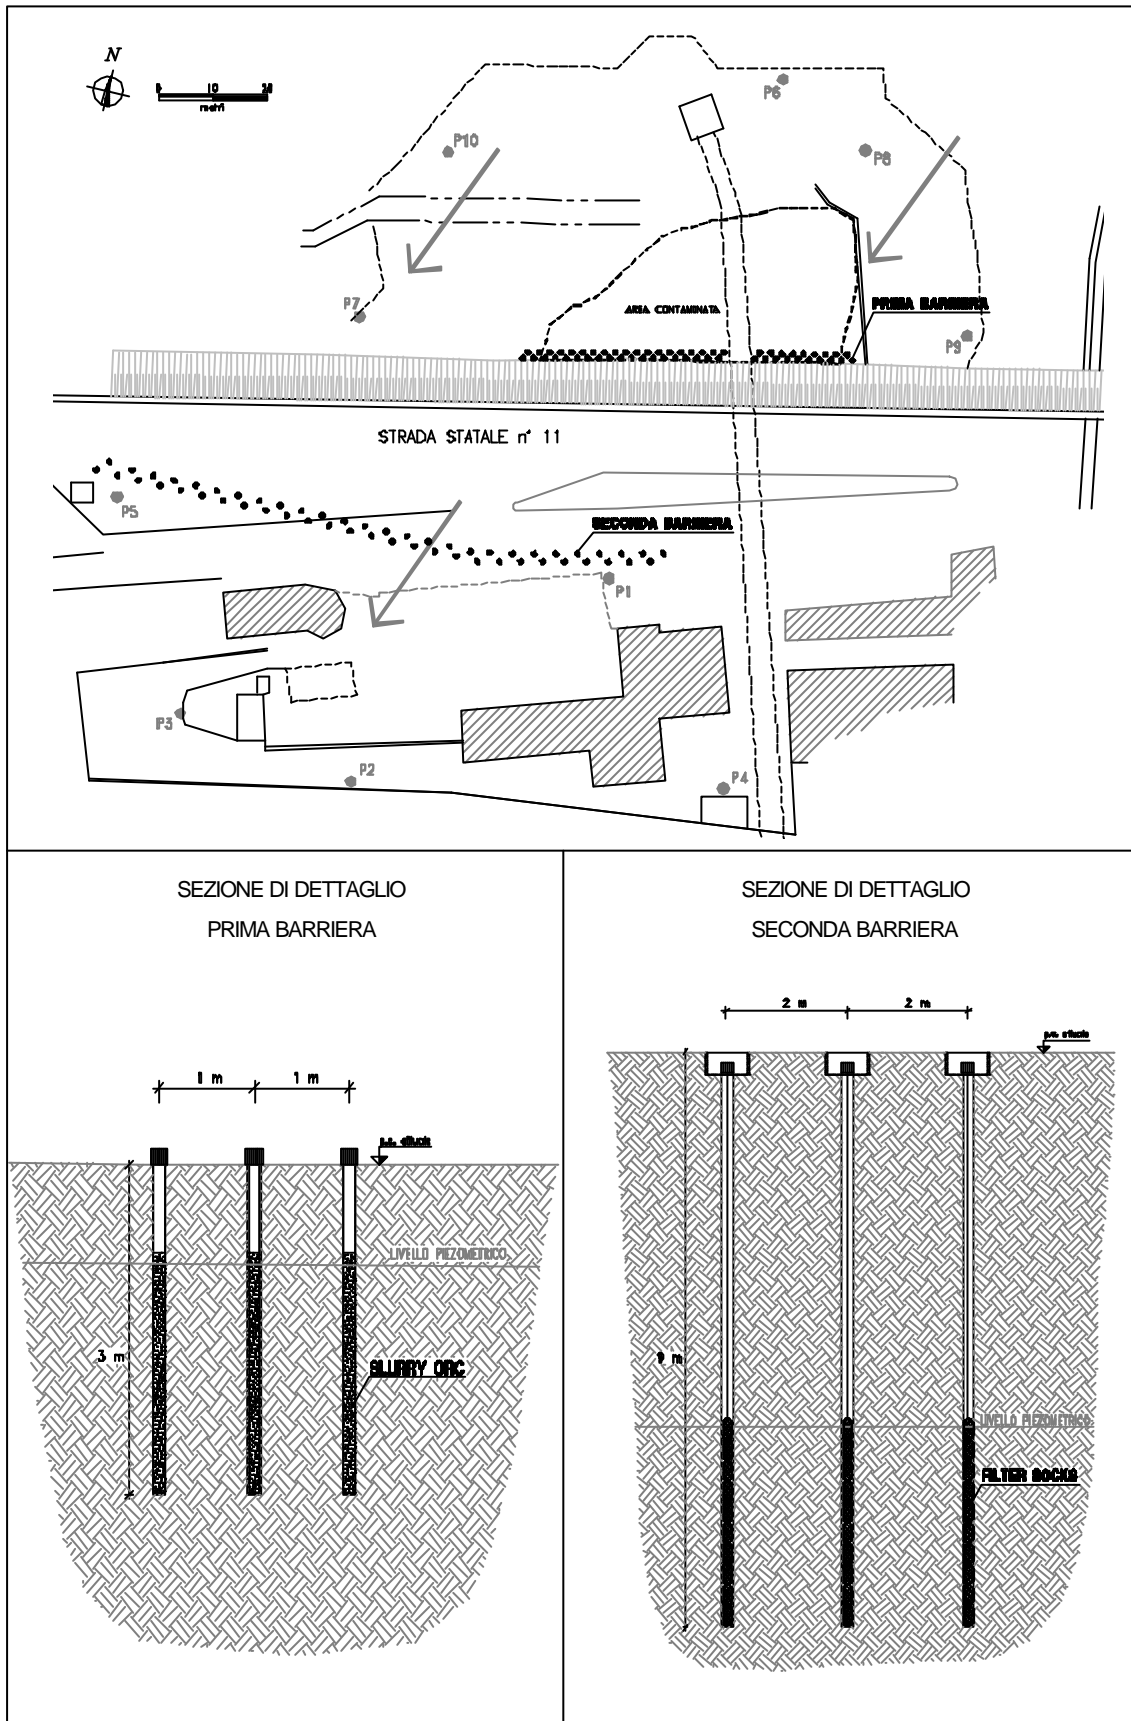 N
10
metri
P6
P10
P8
P7
AREA CONTAMINATA
PRIMA BARRIERA
P9
STRADA STATALE n° 11
P5
SECONDA BARRIERA
P1
P3
P2
P4
SEZIONE DI DETTAGLIO
PRIMA BARRIERA
SEZIONE DI DETTAGLIO
SECONDA BARRIERA
2 m
2 m
p.c. attuale
1 m
1 m
p.c. attuale
LIVELLO PIEZOMETRICO
3 m
SLURRY ORC
9 m
LIVELLO PIEZOMETRICO
FILTER SOCKS